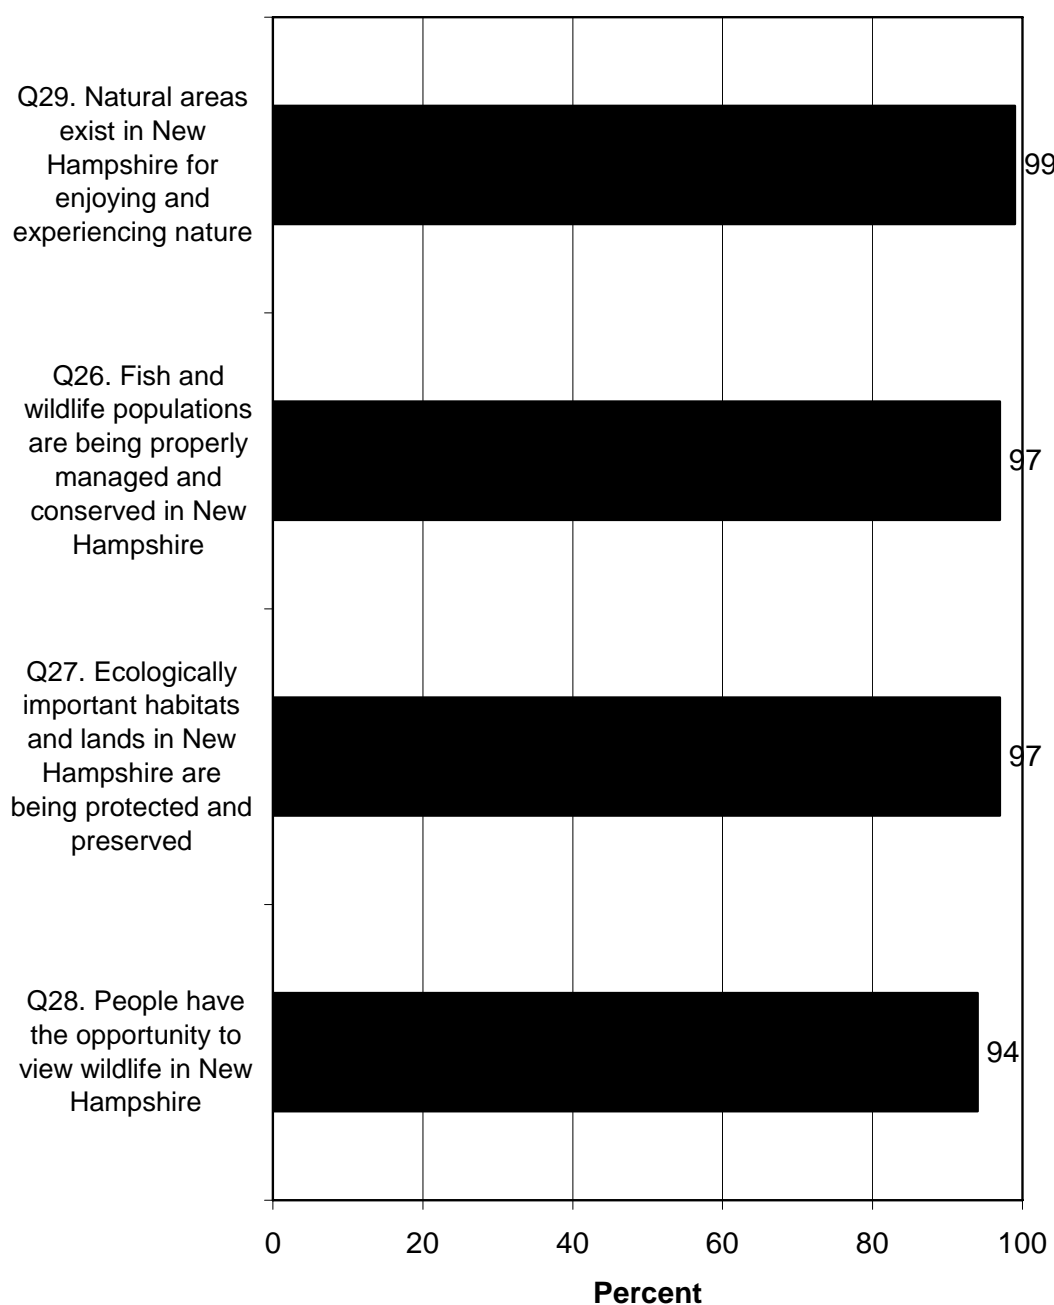 Q29. Natural areas
exist in New
Hampshire for
enjoying and
experiencing nature
99
Q26. Fish and
wildlife populations
are being properly
managed and
conserved in New
Hampshire
97
Q27. Ecologically
important habitats
and lands in New
Hampshire are
being protected and
preserved
97
Q28. People have
the opportunity to
view wildlife in New
Hampshire
94
0 20 40 60 80 100
Percent